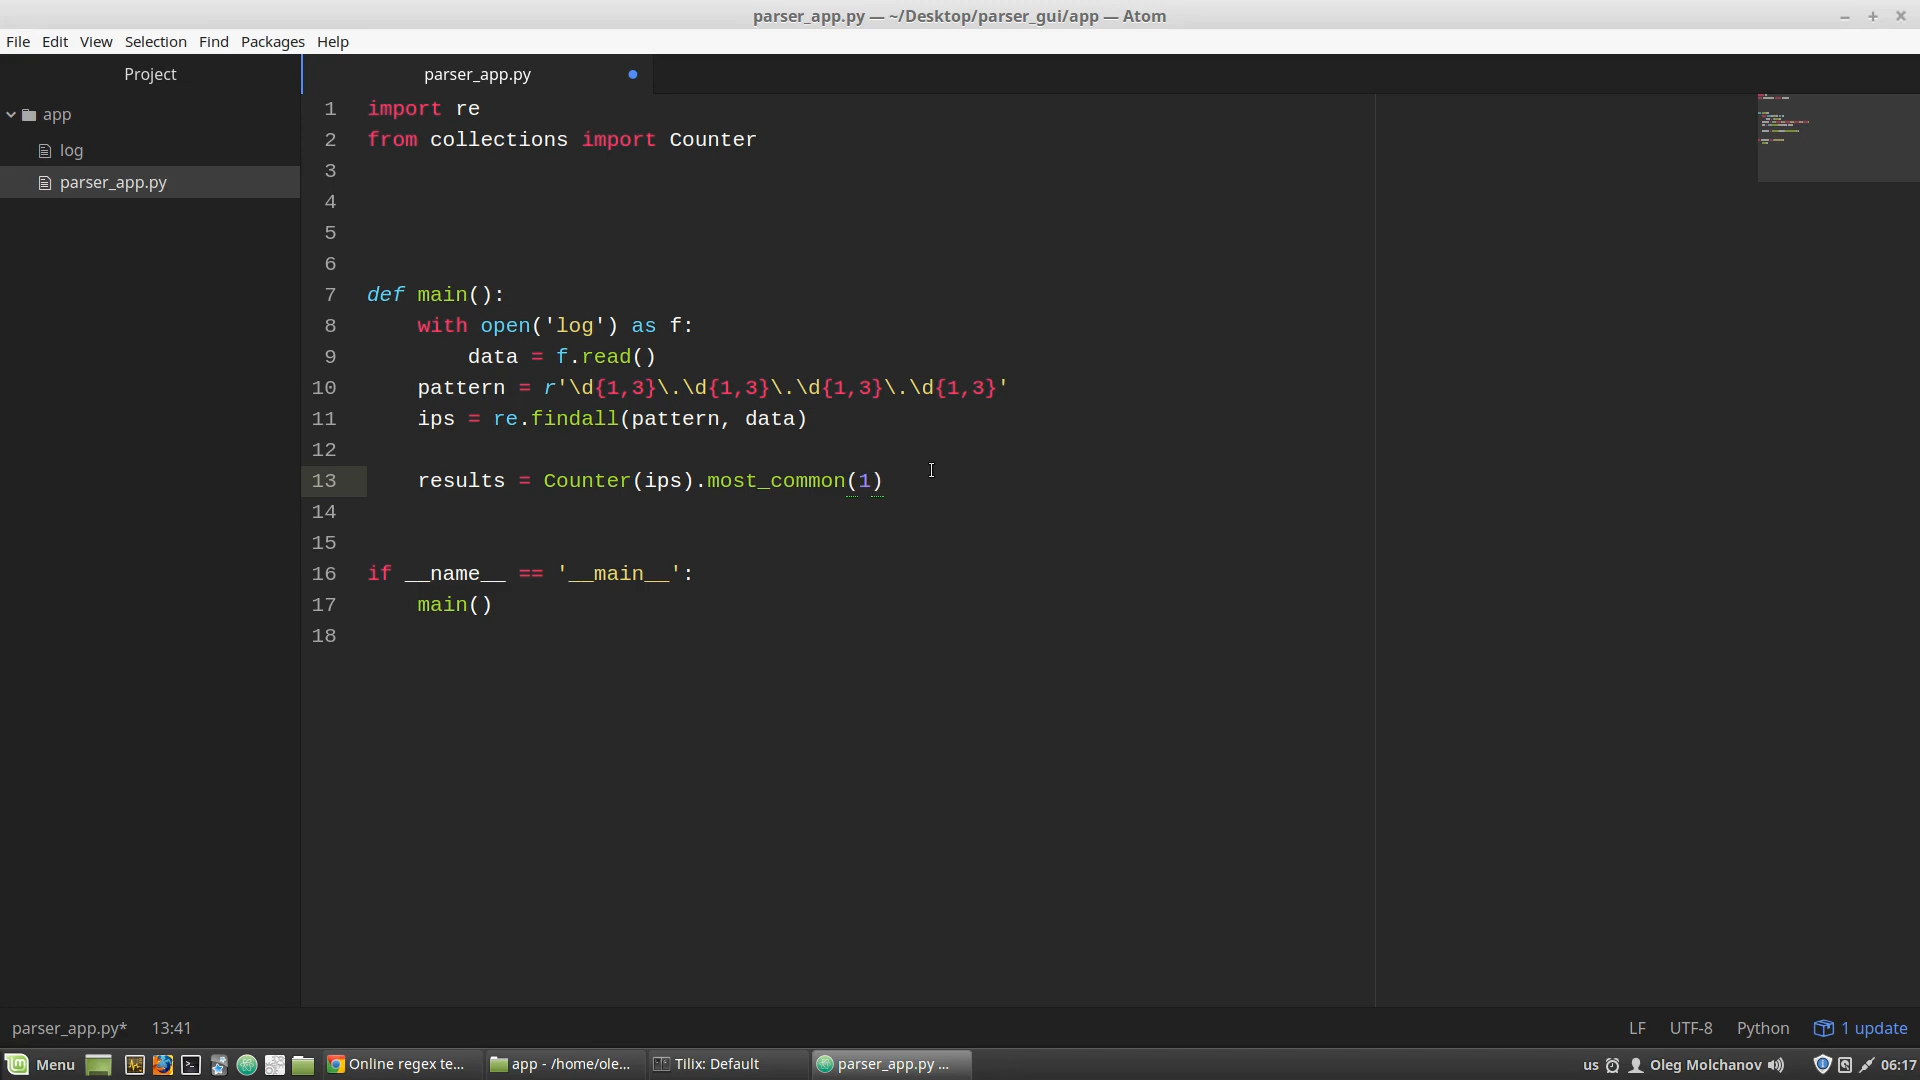 parser_app.py — ~/Desktop/parser_gui/app — Atom
File Edit View Selection Find Packages Help
Project
parser_app.py
app
log
parser_app.py
1 import re
2 from collections import Counter
3
4
5
6
7 def main():
8     with open('log') as f:
9         data = f.read()
10     pattern = r'\d{1,3}\.\d{1,3}\.\d{1,3}\.\d{1,3}'
11     ips = re.findall(pattern, data)
12
13     results = Counter(ips).most_common(1)
14
15
16 if __name__ == '__main__':
17     main()
18
parser_app.py* 13:41
LF UTF-8 Python 1 update
Menu Online regex te... app - /home/ole... Tilix: Default parser_app.py ... us Oleg Molchanov 06:17